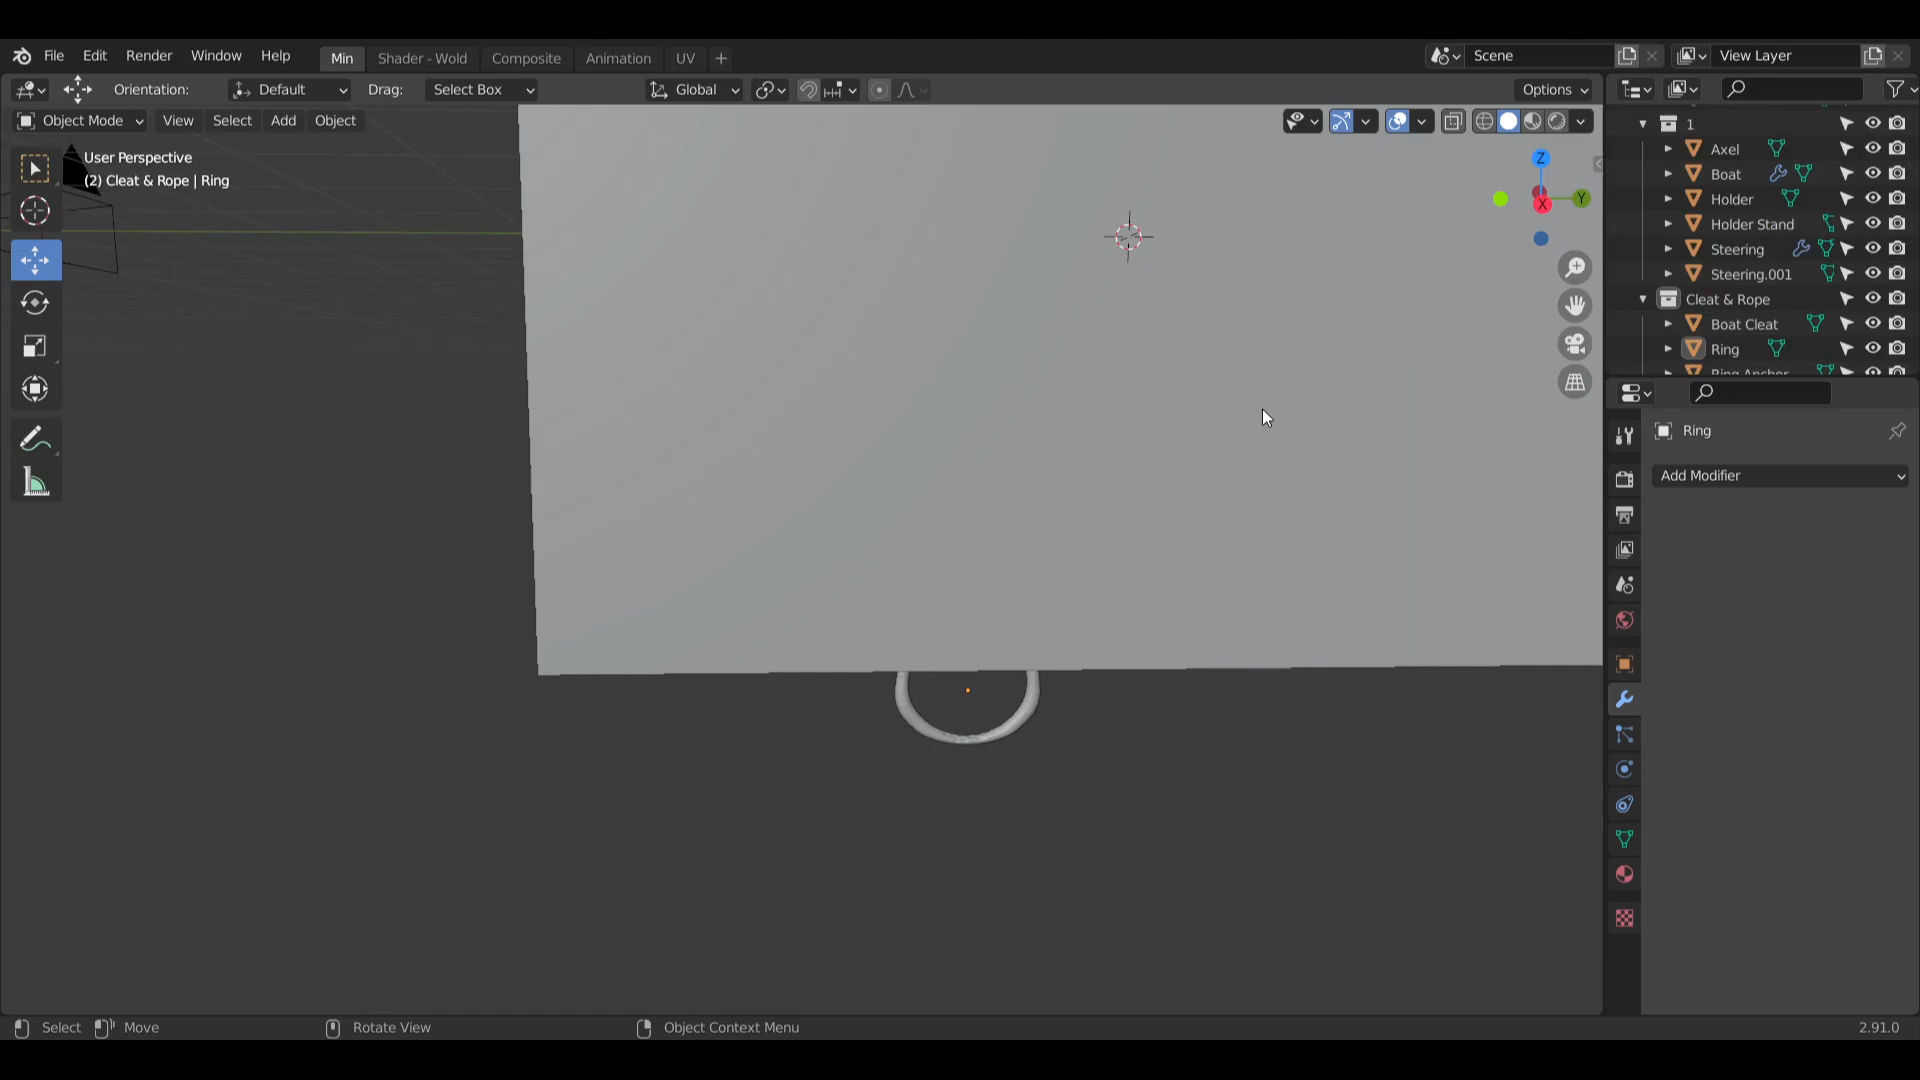 File Edit Render Window Help Min Shader - Wold Composite Animation UV + Scene View Layer
Orientation: Default Drag: Select Box Global Options
Object Mode View Select Add Object
User Perspective
(2) Cleat & Rope | Ring
Z
Y
X
1
Axel
Boat
Holder
Holder Stand
Steering
Steering.001
Cleat & Rope
Boat Cleat
Ring
Ring Anchor
Ring
Add Modifier
Select Move Rotate View Object Context Menu 2.91.0